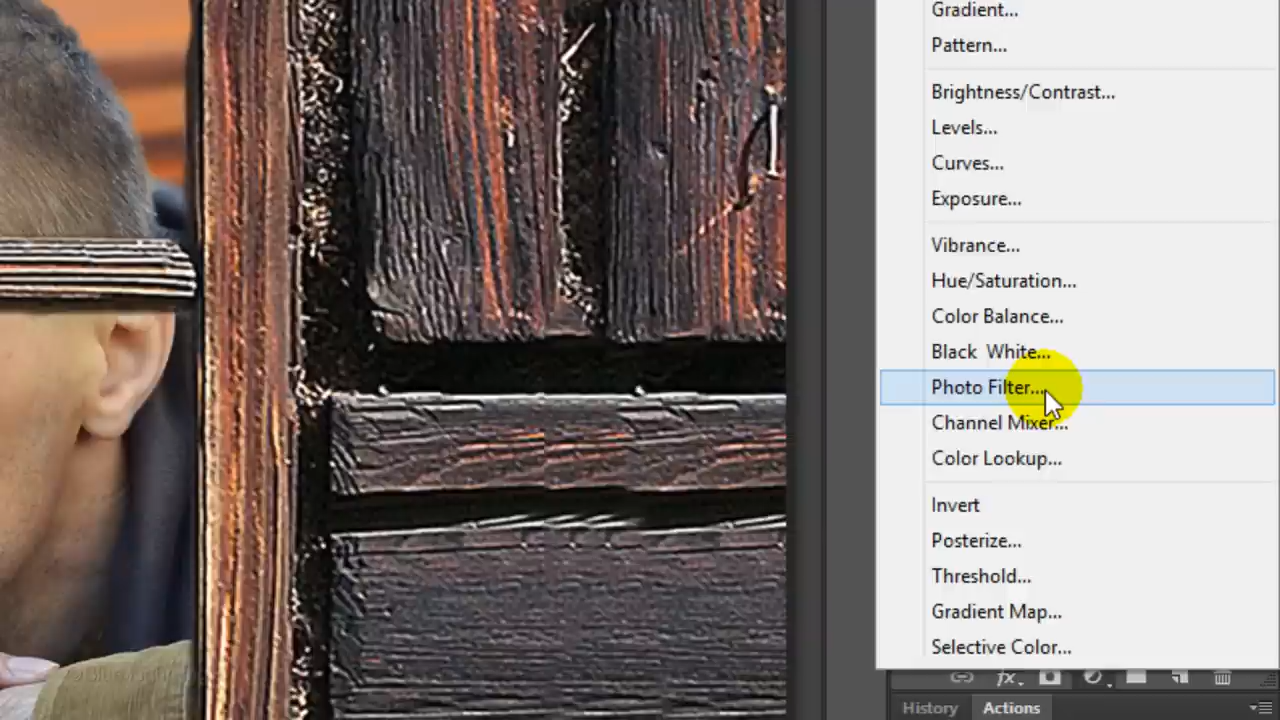 Gradient...
Pattern...
Brightness/Contrast...
Levels...
Curves...
Exposure...
Vibrance...
Hue/Saturation...
Color Balance...
Black  White...
Photo Filter...
Channel Mixer...
Color Lookup...
Invert
Posterize...
Threshold...
Gradient Map...
Selective Color...
fx
History
Actions